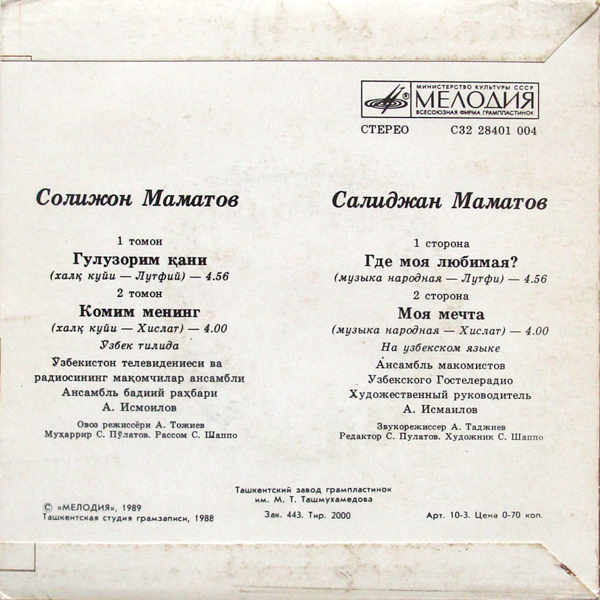 МИНИСТЕРСТВО КУЛЬТУРЫ СССР
МЕЛОДИЯ
ВСЕСОЮЗНАЯ ФИРМА ГРАМПЛАСТИНОК
СТЕРЕО С32 28401 004
Солижон Маматов
1 томон
Гулузорим қани
(халқ куйи — Лутфий) — 4.56
2 томон
Комим менинг
(халқ куйи — Хислат) — 4.00
Ўзбек тилида
Ўзбекистон телевидениеси ва
радиосининг мақомчилар ансамбли
Ансамбль бадиий раҳбари
А. Исмоилов
Овоз режиссёри А. Тожиев
Муҳаррир С. Пўлатов. Рассом С. Шаппо
Салиджан Маматов
1 сторона
Где моя любимая?
(музыка народная — Лутфи) — 4.56
2 сторона
Моя мечта
(музыка народная — Хислат) — 4.00
На узбекском языке
Ансамбль макомистов
Узбекского Гостелерадио
Художественный руководитель
А. Исмаилов
Звукорежиссер А. Таджиев
Редактор С. Пулатов. Художник С. Шаппо
© «МЕЛОДИЯ», 1989
Ташкентская студия грамзаписи, 1988
Ташкентский завод грампластинок
им. М. Т. Ташмухамедова
Зак. 443. Тир. 2000
Арт. 10-3. Цена 0-70 коп.